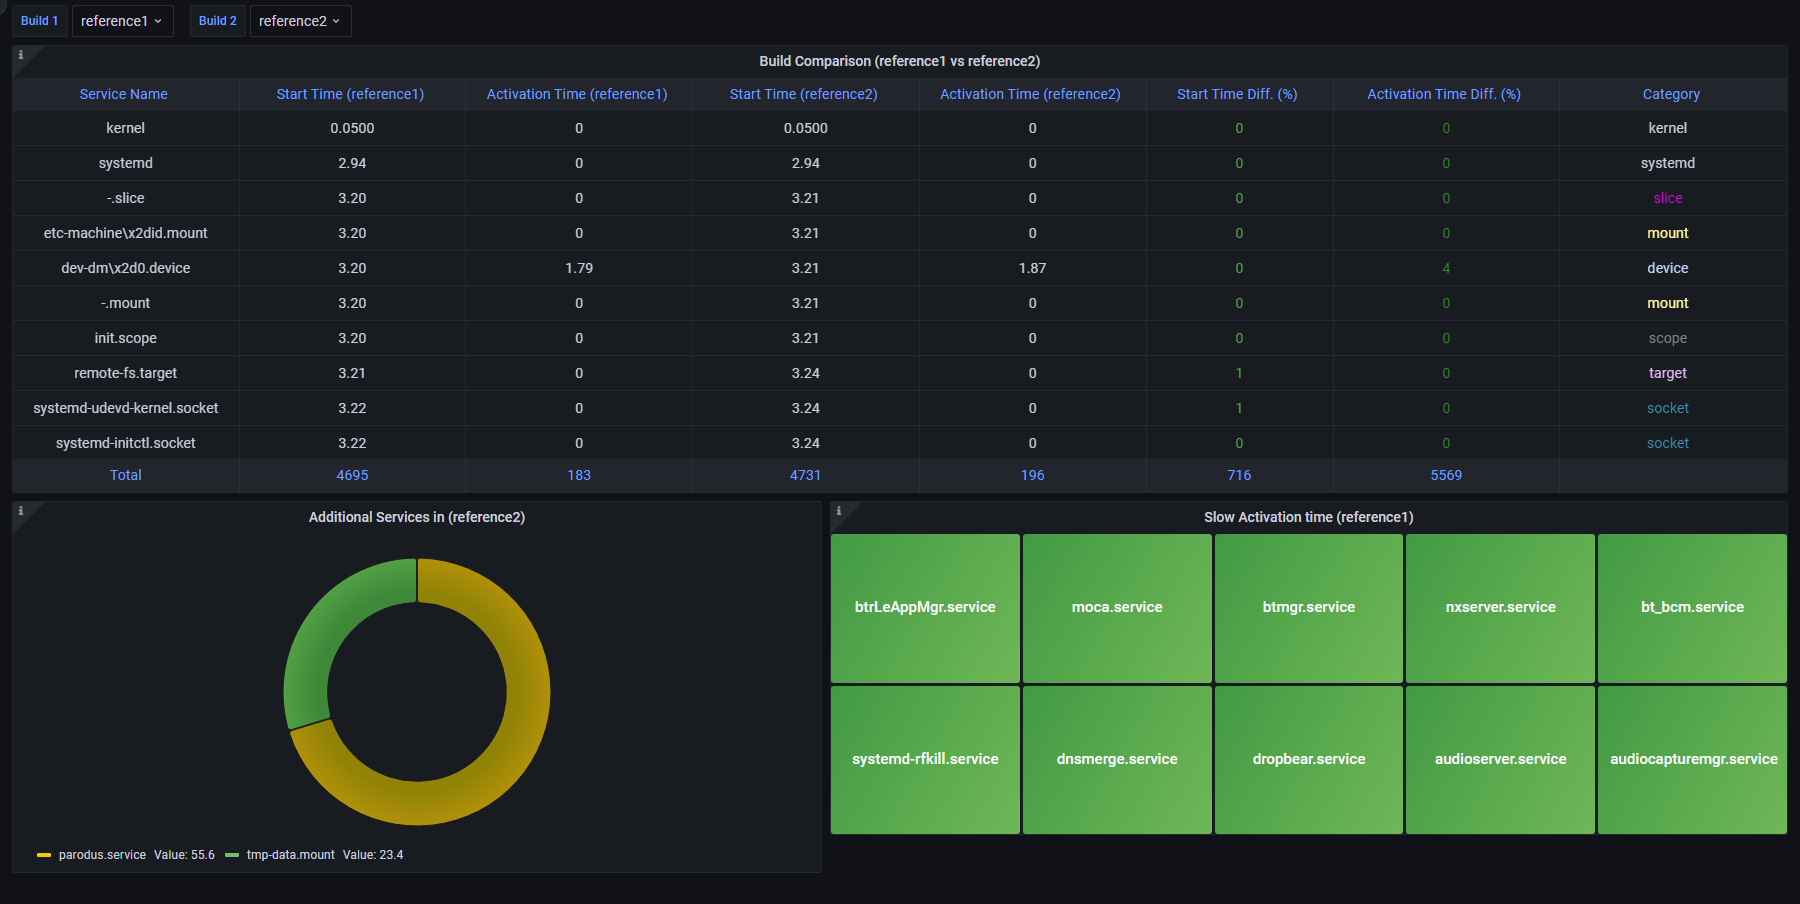 Build 1 reference1 Build 2 reference2
i
Build Comparison (reference1 vs reference2)
Service Name Start Time (reference1) Activation Time (reference1) Start Time (reference2) Activation Time (reference2) Start Time Diff. (%) Activation Time Diff. (%) Category
kernel 0.0500 0 0.0500 0 0 0 kernel
systemd 2.94 0 2.94 0 0 0 systemd
-.slice 3.20 0 3.21 0 0 0 slice
etc-machine\x2did.mount 3.20 0 3.21 0 0 0 mount
dev-dm\x2d0.device 3.20 1.79 3.21 1.87 0 4 device
-.mount 3.20 0 3.21 0 0 0 mount
init.scope 3.20 0 3.21 0 0 0 scope
remote-fs.target 3.21 0 3.24 0 1 0 target
systemd-udevd-kernel.socket 3.22 0 3.24 0 1 0 socket
systemd-initctl.socket 3.22 0 3.24 0 0 0 socket
Total 4695 183 4731 196 716 5569
i
Additional Services in (reference2)
parodus.service Value: 55.6 tmp-data.mount Value: 23.4
i
Slow Activation time (reference1)
btrLeAppMgr.service moca.service btmgr.service nxserver.service bt_bcm.service
systemd-rfkill.service dnsmerge.service dropbear.service audioserver.service audiocapturemgr.service